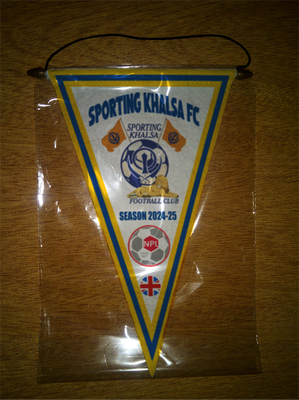 SPORTING KHALSA FC
SPORTING
KHALSA
FOOTBALL CLUB
SEASON 2024-25
NPL